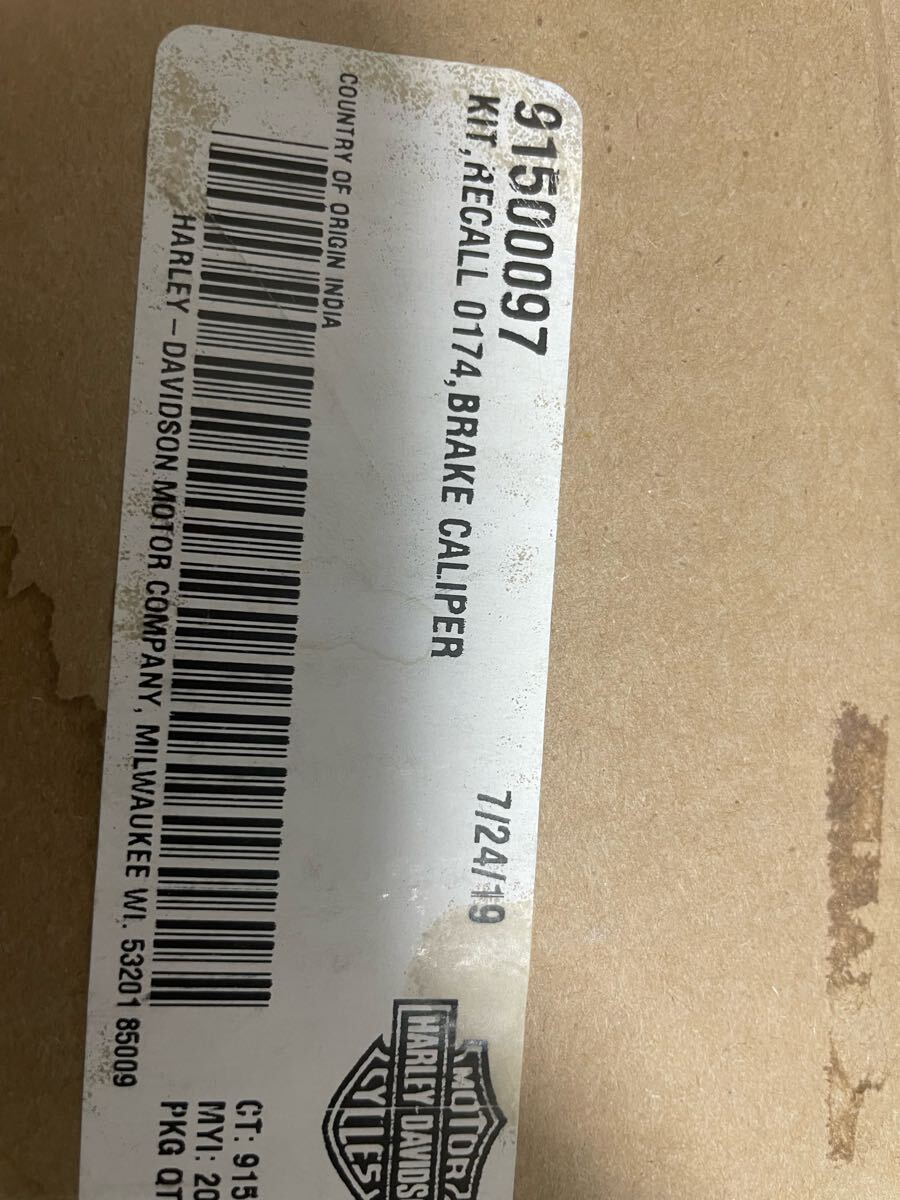 91500097
KIT,RECALL 0174,BRAKE CALIPER
7/24/19
COUNTRY OF ORIGIN INDIA
HARLEY-DAVIDSON MOTOR COMPANY, MILWAUKEE WI. 53201 85009
MOTOR
HARLEY-DAVIDS
CYCLES
CT: 915
MYI: 20
PKG QT